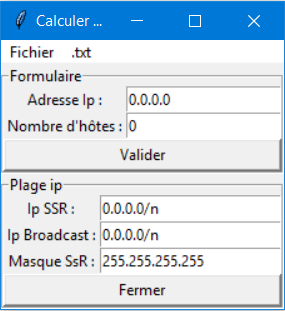 Calculer ...
Fichier .txt
Formulaire
Adresse Ip : 0.0.0.0
Nombre d'hôtes : 0
Valider
Plage ip
Ip SSR : 0.0.0.0/n
Ip Broadcast : 0.0.0.0/n
Masque SsR : 255.255.255.255
Fermer